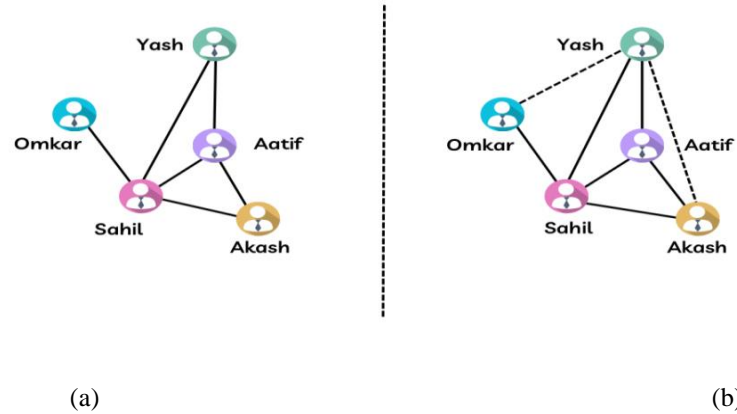 Yash
Omkar
Aatif
Sahil
Akash
Yash
Omkar
Aatif
Sahil
Akash
(a)
(b)